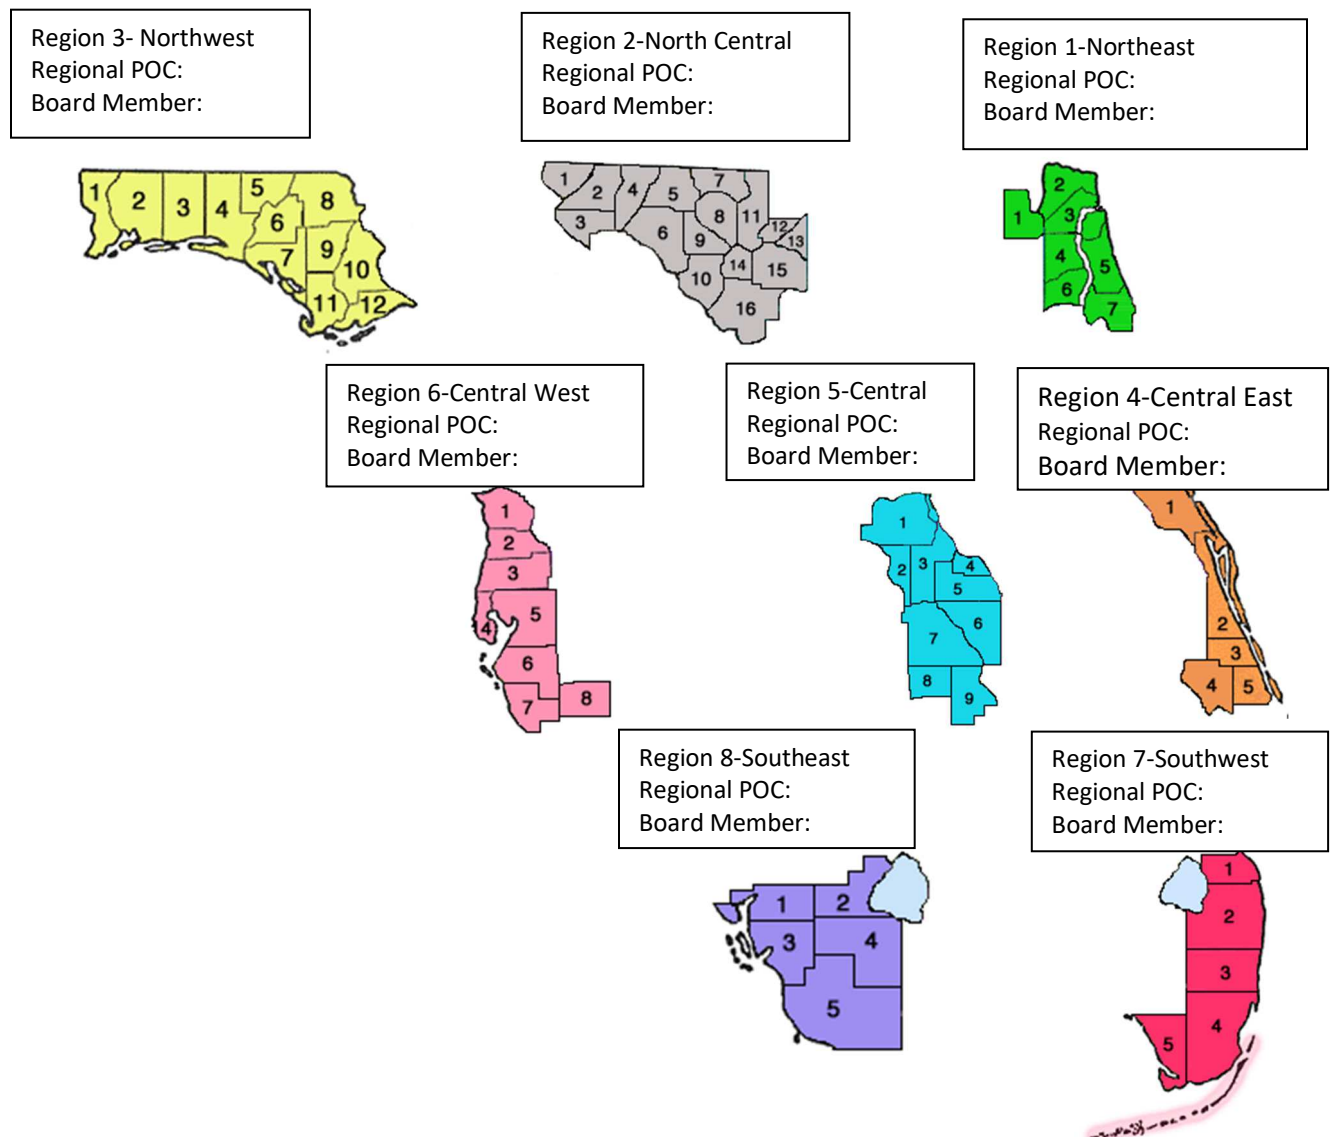 Region 3- Northwest
Regional POC:
Board Member:
Region 2-North Central
Regional POC:
Board Member:
Region 1-Northeast
Regional POC:
Board Member:
1
2
3
4
5
6
7
8
9
10
11
12
1
2
3
4
5
6
7
8
9
10
11
12
13
14
15
16
1
2
3
4
5
6
7
Region 6-Central West
Regional POC:
Board Member:
Region 5-Central
Regional POC:
Board Member:
Region 4-Central East
Regional POC:
Board Member:
1
2
3
4
5
6
7
8
1
2
3
4
5
6
7
8
9
1
2
3
4
5
Region 8-Southeast
Regional POC:
Board Member:
Region 7-Southwest
Regional POC:
Board Member:
1
2
3
4
5
1
2
3
4
5